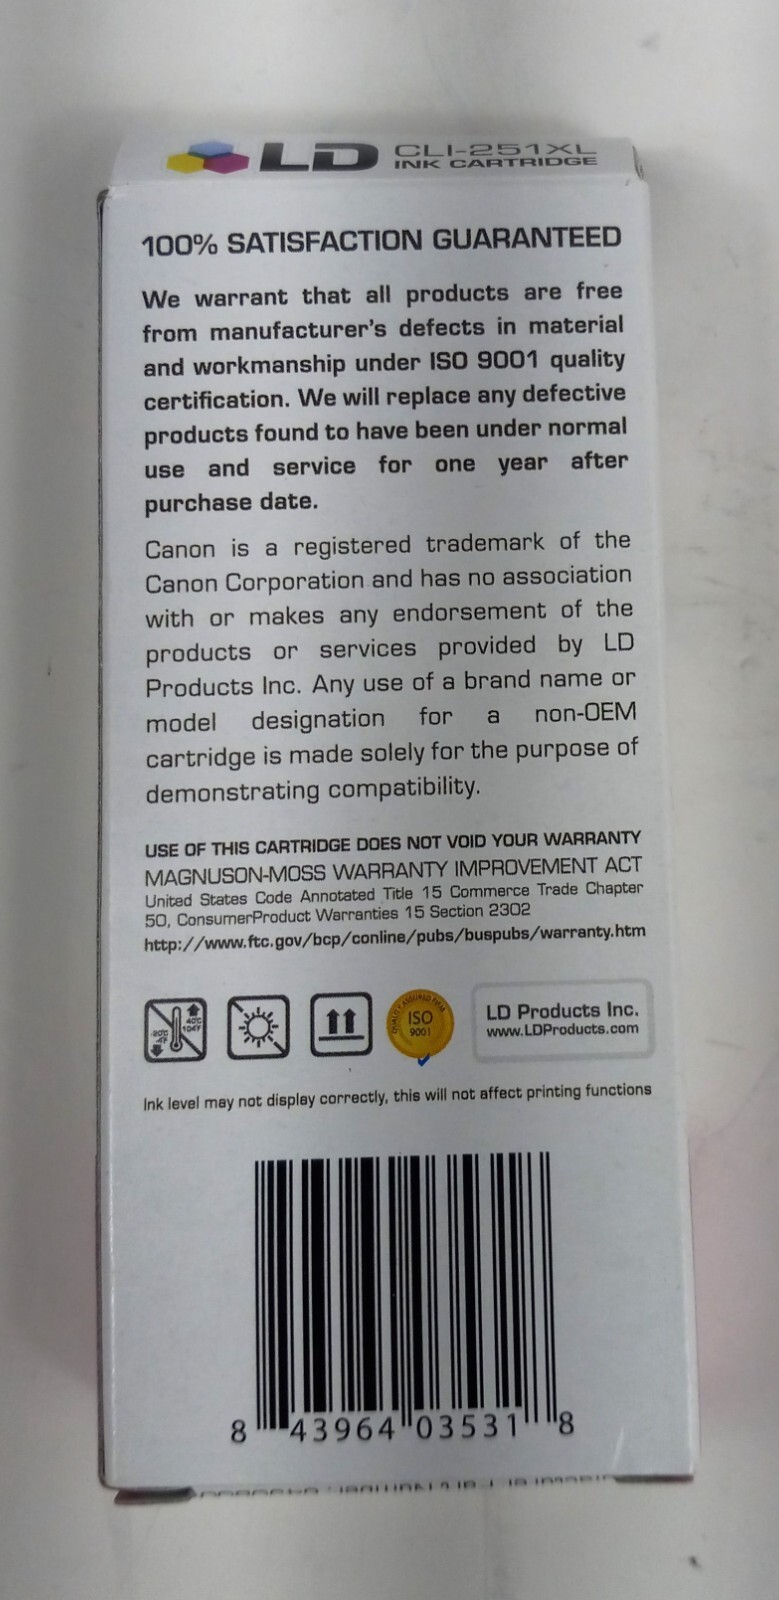 LD CLI-251XL
INK CARTRIDGE
100% SATISFACTION GUARANTEED
We warrant that all products are free
from manufacturer's defects in material
and workmanship under ISO 9001 quality
certification. We will replace any defective
products found to have been under normal
use and service for one year after
purchase date.
Canon is a registered trademark of the
Canon Corporation and has no association
with or makes any endorsement of the
products or services provided by LD
Products Inc. Any use of a brand name or
model designation for a non-OEM
cartridge is made solely for the purpose of
demonstrating compatibility.
USE OF THIS CARTRIDGE DOES NOT VOID YOUR WARRANTY
MAGNUSON-MOSS WARRANTY IMPROVEMENT ACT
United States Code Annotated Title 15 Commerce Trade Chapter
50, ConsumerProduct Warranties 15 Section 2302
http://www.ftc.gov/bcp/conline/pubs/buspubs/warranty.htm
40°C
104°F
-20°C
-4°F
QUALITY ASSURED FIRM
ISO
9001
LD Products Inc.
www.LDProducts.com
Ink level may not display correctly, this will not affect printing functions
8 43964 03531 8